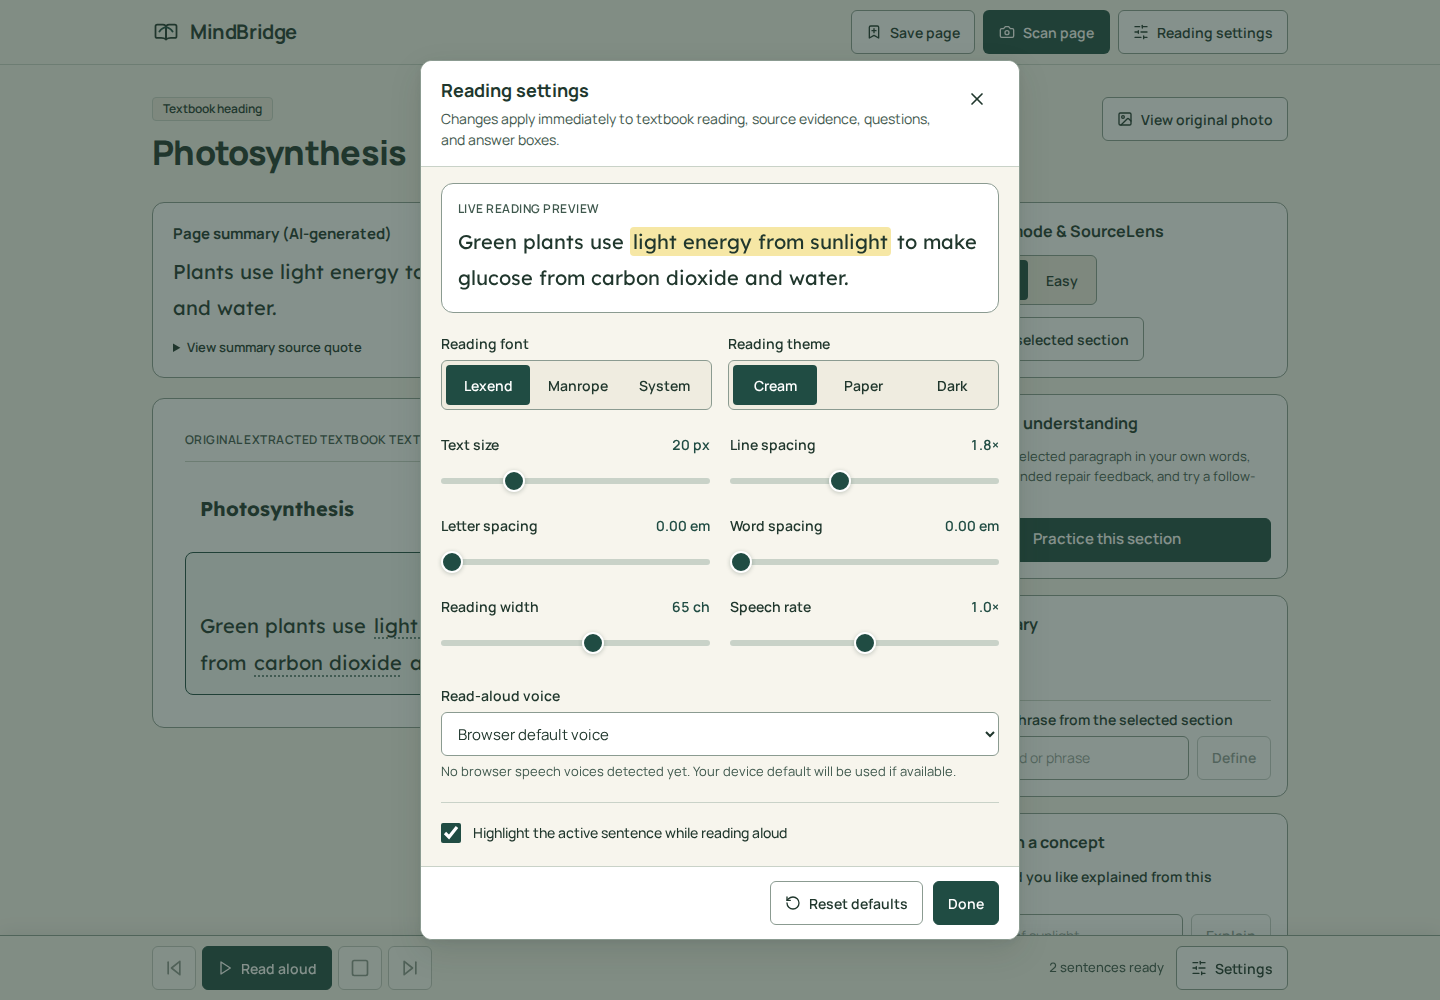 MindBridge
Save page
Scan page
Reading settings
Textbook heading
Photosynthesis
View original photo
Page summary (AI-generated)
Plants use light energy to
and water.
View summary source quote
ORIGINAL EXTRACTED TEXTBOOK TEXT
Photosynthesis
Green plants use light
from carbon dioxide
Reading settings
Changes apply immediately to textbook reading, source evidence, questions,
and answer boxes.
LIVE READING PREVIEW
Green plants use light energy from sunlight to make
glucose from carbon dioxide and water.
Reading font
Lexend Manrope System
Reading theme
Cream Paper Dark
Text size 20 px
Line spacing 1.8×
Letter spacing 0.00 em
Word spacing 0.00 em
Reading width 65 ch
Speech rate 1.0×
Read-aloud voice
Browser default voice
No browser speech voices detected yet. Your device default will be used if available.
Highlight the active sentence while reading aloud
Reset defaults
Done
& SourceLens
Easy
selected section
understanding
selected paragraph in your own words,
repair feedback, and try a follow-
Practice this section
phrase from the selected section
or phrase
Define
a concept
you like explained from this
sunlight
Explain
Read aloud
2 sentences ready
Settings